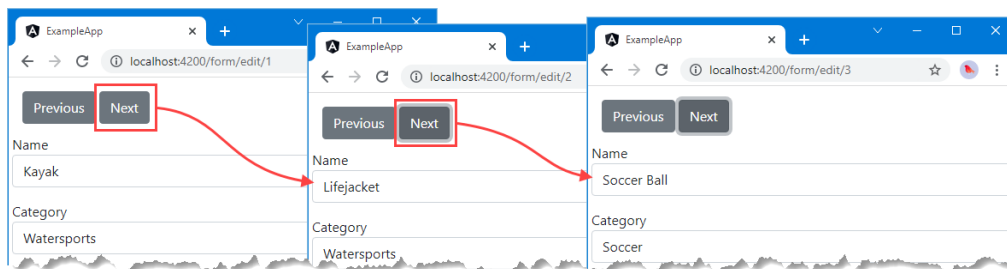 ExampleApp
localhost:4200/form/edit/1
Previous Next
Name
Kayak
Category
Watersports
ExampleApp
localhost:4200/form/edit/2
Previous Next
Name
Lifejacket
Category
Watersports
ExampleApp
localhost:4200/form/edit/3
Previous Next
Name
Soccer Ball
Category
Soccer